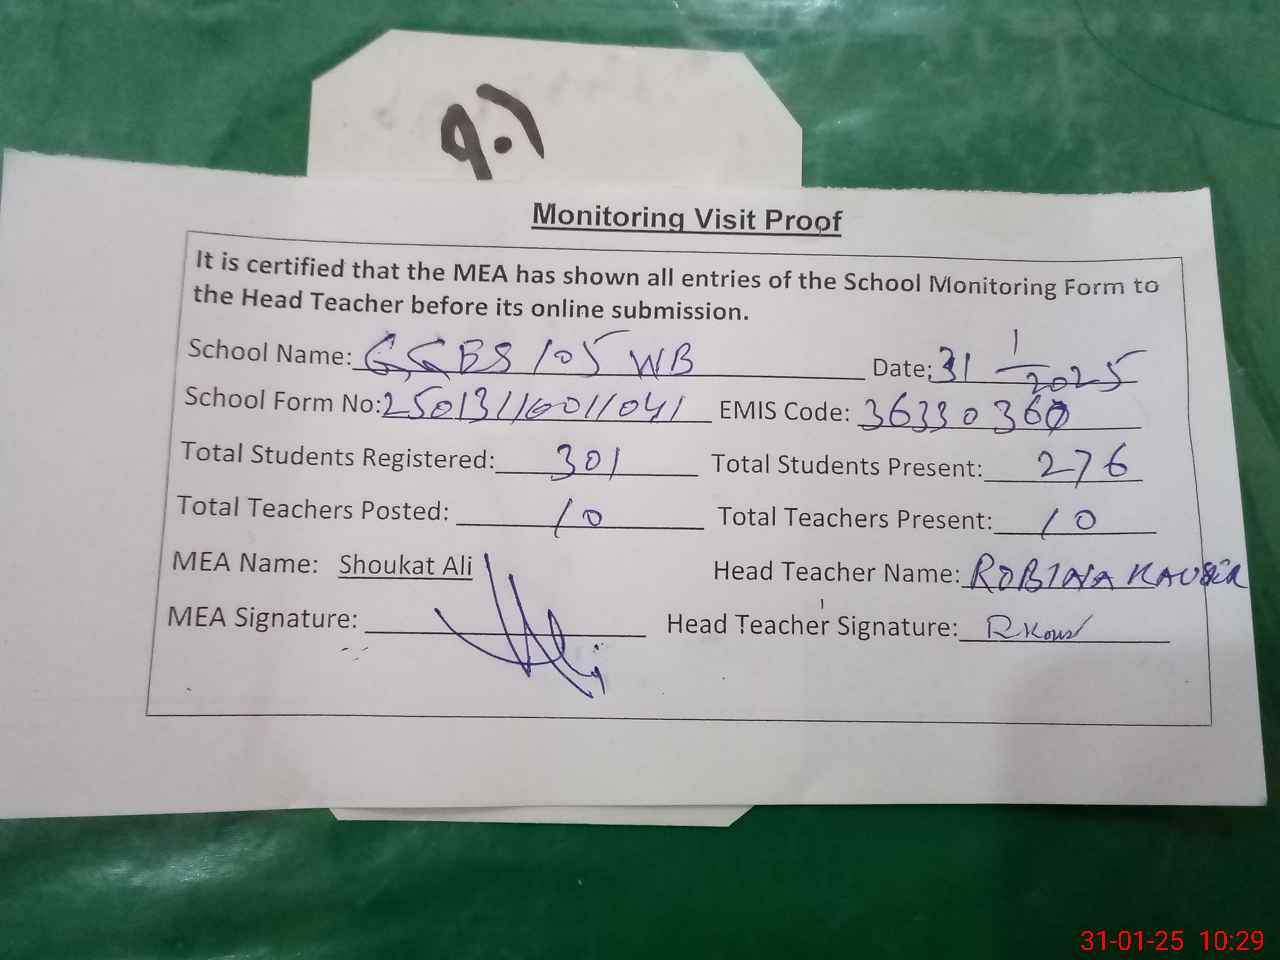 Monitoring Visit Proof
It is certified that the MEA has shown all entries of the School Monitoring Form to
the Head Teacher before its online submission.
School Name: GGES 105 WB Date: 31/1/2025
School Form No: 250131160011041 EMIS Code: 36330360
Total Students Registered: 301 Total Students Present: 276
Total Teachers Posted: 10 Total Teachers Present: 10
MEA Name: Shoukat Ali Head Teacher Name: ROBINA KAUSER
MEA Signature: Head Teacher Signature: RKous
31-01-25 10:29